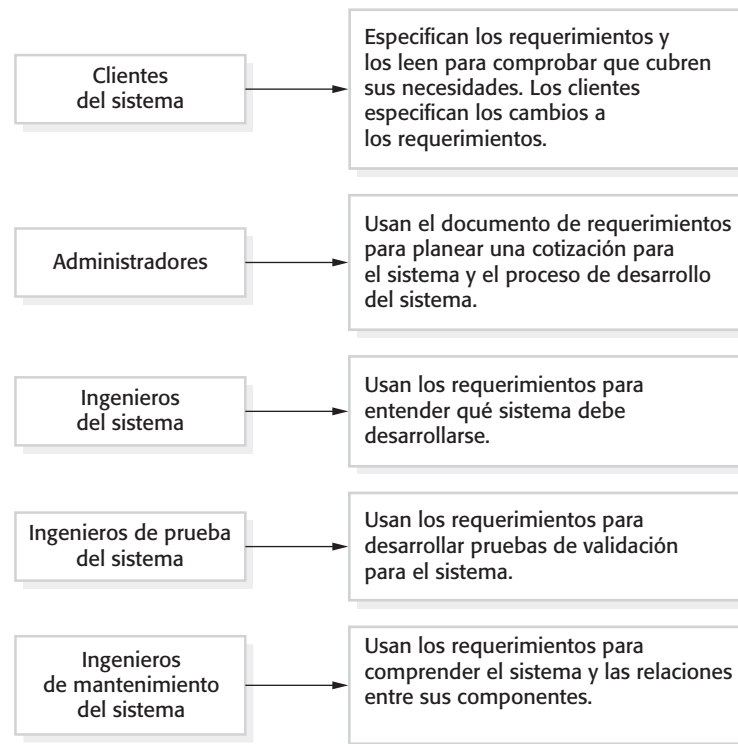 Clientes
del sistema
Especifican los requerimientos y
los leen para comprobar que cubren
sus necesidades. Los clientes
especifican los cambios a
los requerimientos.
Administradores
Usan el documento de requerimientos
para planear una cotización para
el sistema y el proceso de desarrollo
del sistema.
Ingenieros
del sistema
Usan los requerimientos para
entender qué sistema debe
desarrollarse.
Ingenieros de prueba
del sistema
Usan los requerimientos para
desarrollar pruebas de validación
para el sistema.
Ingenieros
de mantenimiento
del sistema
Usan los requerimientos para
comprender el sistema y las relaciones
entre sus componentes.